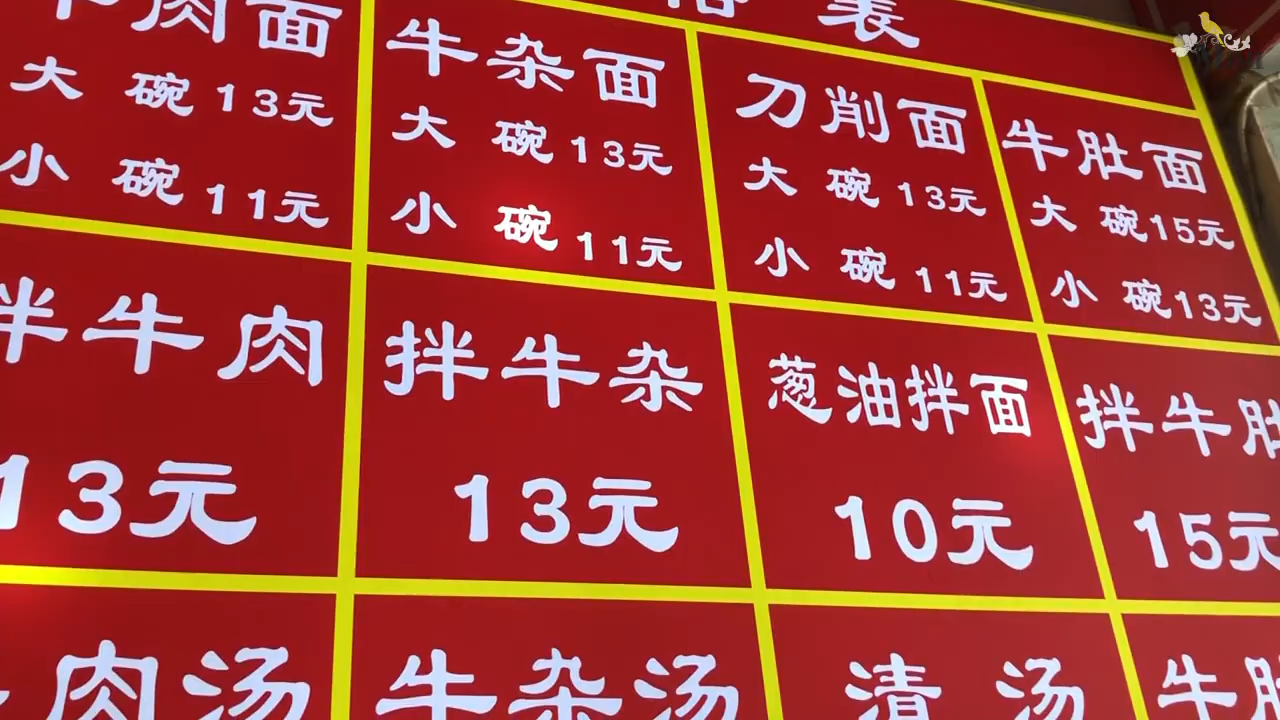 格表
牛肉面
大 碗 13元
小 碗 11元
牛杂面
大 碗 13元
小 碗 11元
刀削面
大 碗 13元
小 碗 11元
牛肚面
大 碗15元
小 碗13元
拌牛肉
13元
拌牛杂
13元
葱油拌面
10元
拌牛肚
15元
牛肉汤
牛杂汤
清汤
牛肚